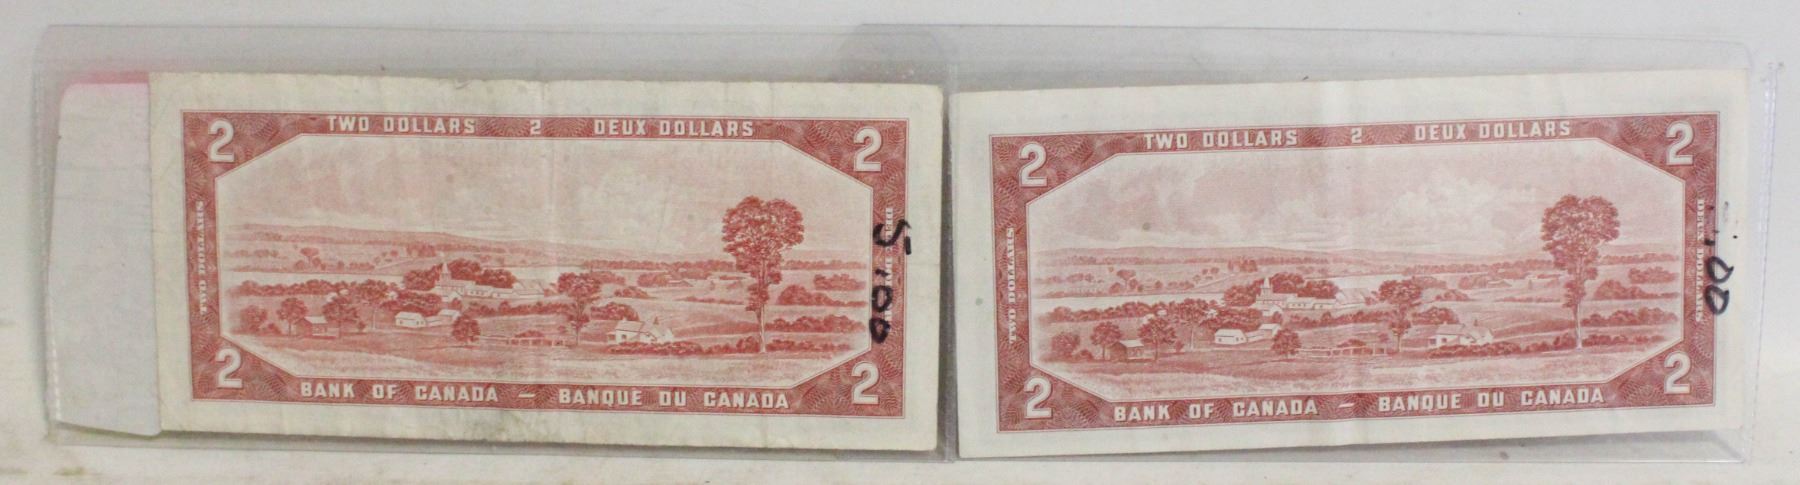 TWO DOLLARS 2 DEUX DOLLARS
2 2
TWO DOLLARS
DEUX DOLLARS
5.00
2 2
BANK OF CANADA — BANQUE DU CANADA
TWO DOLLARS 2 DEUX DOLLARS
2 2
TWO DOLLARS
DEUX DOLLARS
2 2
BANK OF CANADA — BANQUE DU CANADA